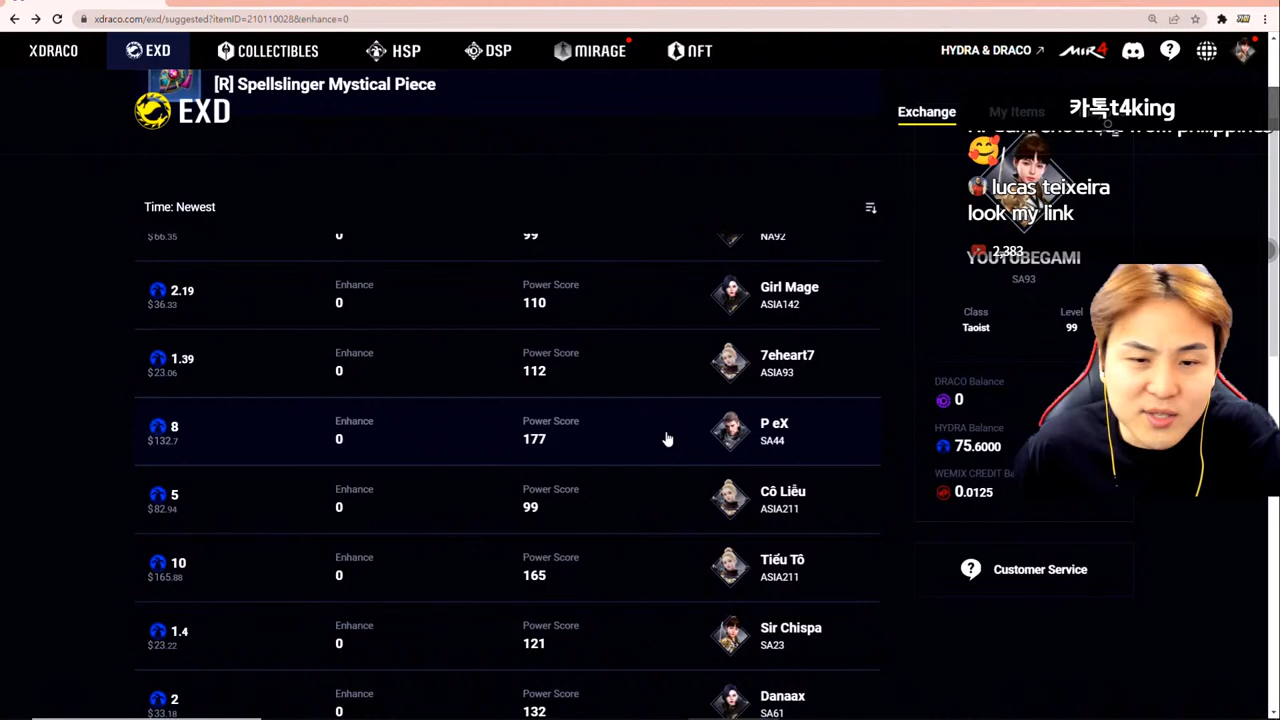 xdraco.com/exd/suggested?itemID=210110028&enhance=0
XDRACO EXD COLLECTIBLES HSP DSP MIRAGE NFT HYDRA & DRACO MIR4
[R] Spellslinger Mystical Piece
EXD
Exchange My Items
카톡t4king
from philippines
lucas teixeira
look my link
2,383
YOUTUBEGAMI
SA93
Class Level
Taoist 99
DRACO Balance
0
HYDRA Balance
75.6000
WEMIX CREDIT Ba
0.0125
Customer Service
Time: Newest
$66.35 0 99 NA92
2.19 Enhance Power Score Girl Mage
$36.33 0 110 ASIA142
1.39 Enhance Power Score 7eheart7
$23.06 0 112 ASIA93
8 Enhance Power Score P eX
$132.7 0 177 SA44
5 Enhance Power Score Cô Liễu
$82.94 0 99 ASIA211
10 Enhance Power Score Tiểu Tô
$165.88 0 165 ASIA211
1.4 Enhance Power Score Sir Chispa
$23.22 0 121 SA23
2 Enhance Power Score Danaax
$33.18 0 132 SA61